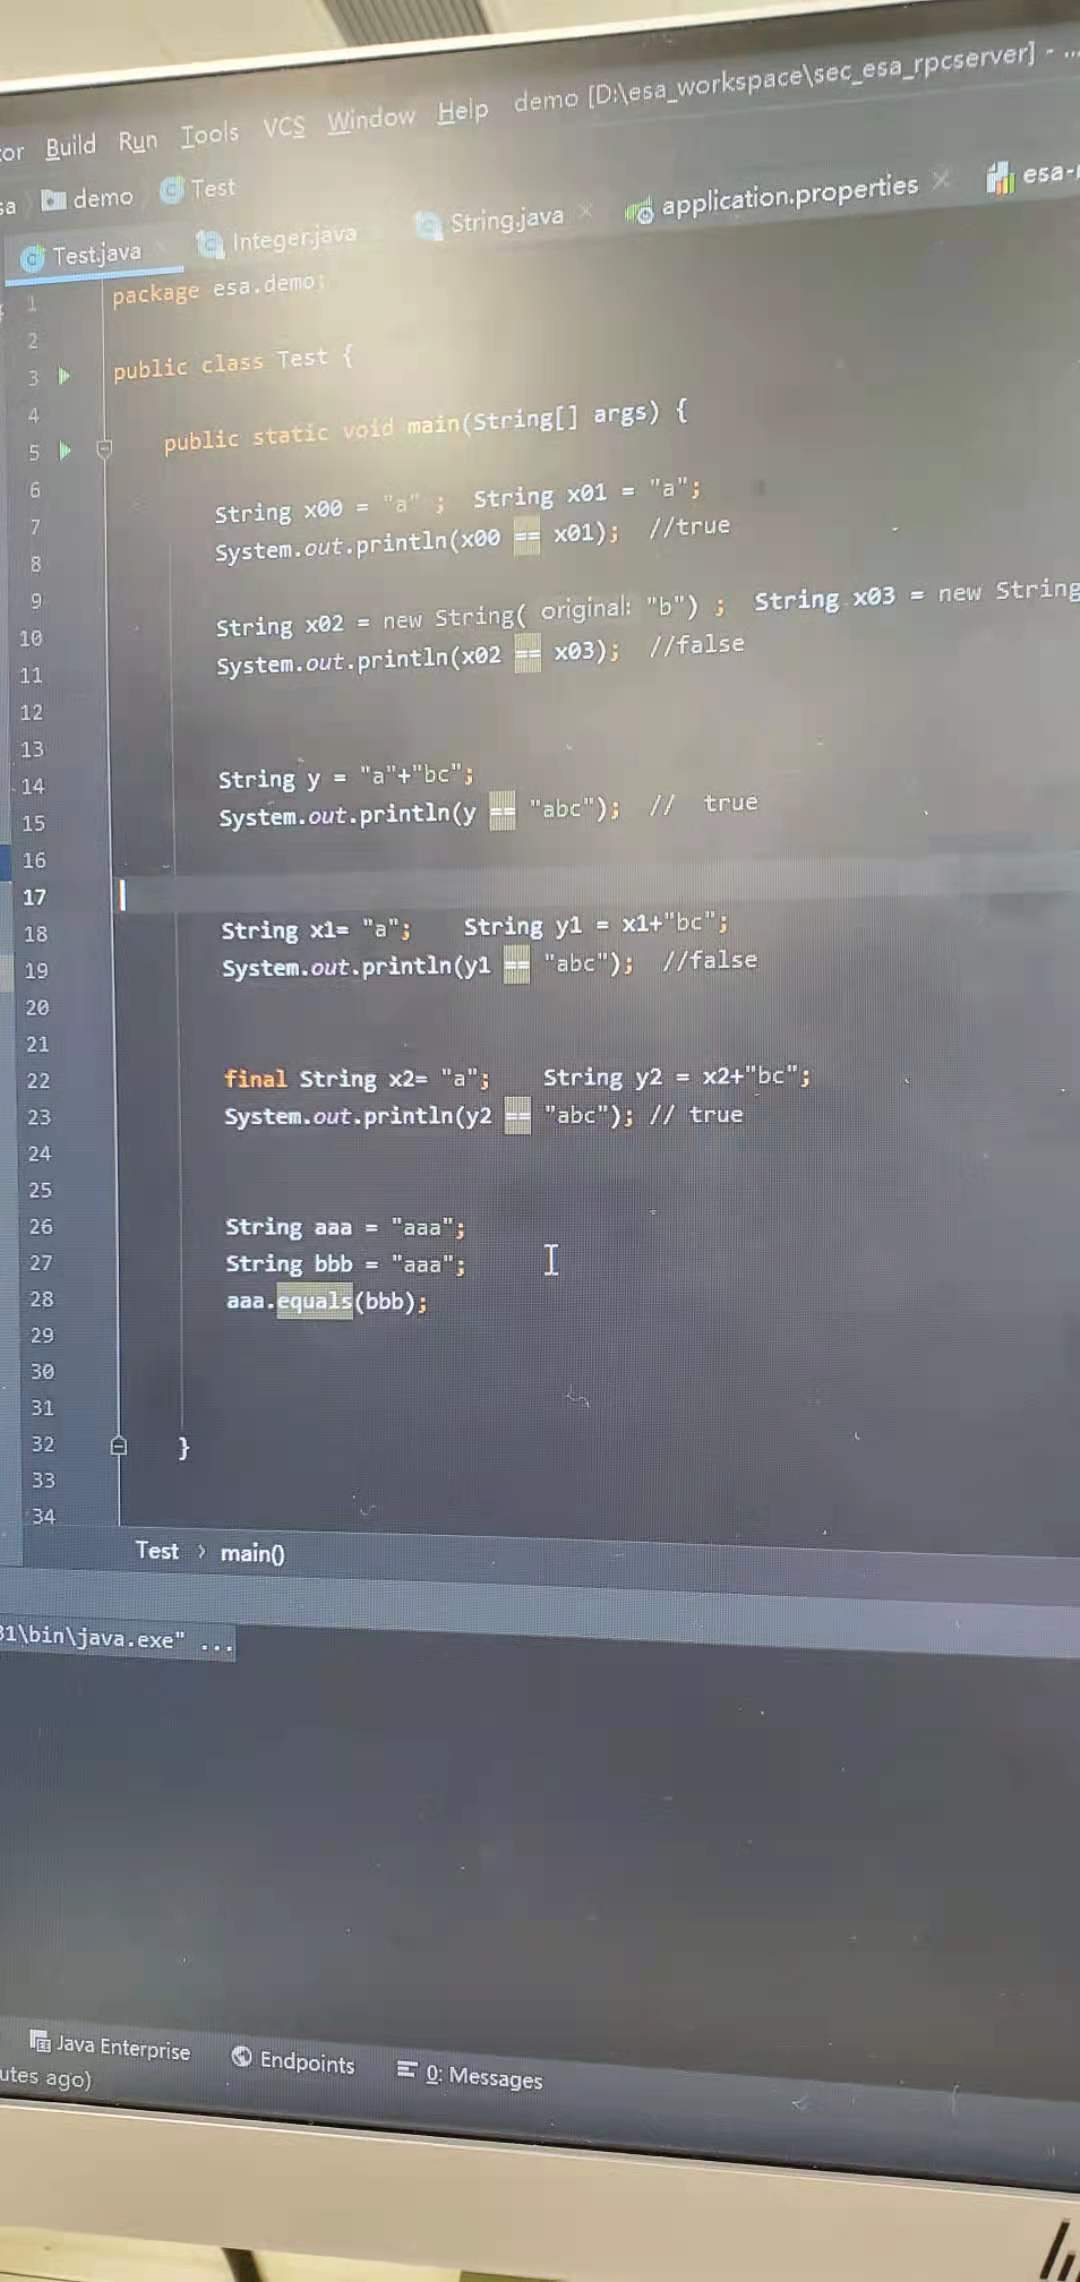 or Build Run Tools VCS Window Help demo [D:\esa_workspace\sec_esa_rpcserver] - ...
sa demo Test
Test.java Integer.java String.java application.properties esa-
1 package esa.demo;
2
3 public class Test {
4
5 public static void main(String[] args) {
6
7 String x00 = "a" ; String x01 = "a";
8 System.out.println(x00 == x01); //true
9
10 String x02 = new String( original: "b") ; String x03 = new String
11 System.out.println(x02 == x03); //false
12
13
14 String y = "a"+"bc";
15 System.out.println(y == "abc"); // true
16
17
18 String x1= "a"; String y1 = x1+"bc";
19 System.out.println(y1 == "abc"); //false
20
21
22 final String x2= "a"; String y2 = x2+"bc";
23 System.out.println(y2 == "abc"); // true
24
25
26 String aaa = "aaa";
27 String bbb = "aaa";
28 aaa.equals(bbb);
29
30
31
32 }
33
34
Test > main()
31\bin\java.exe" ...
Java Enterprise Endpoints 0: Messages
utes ago)